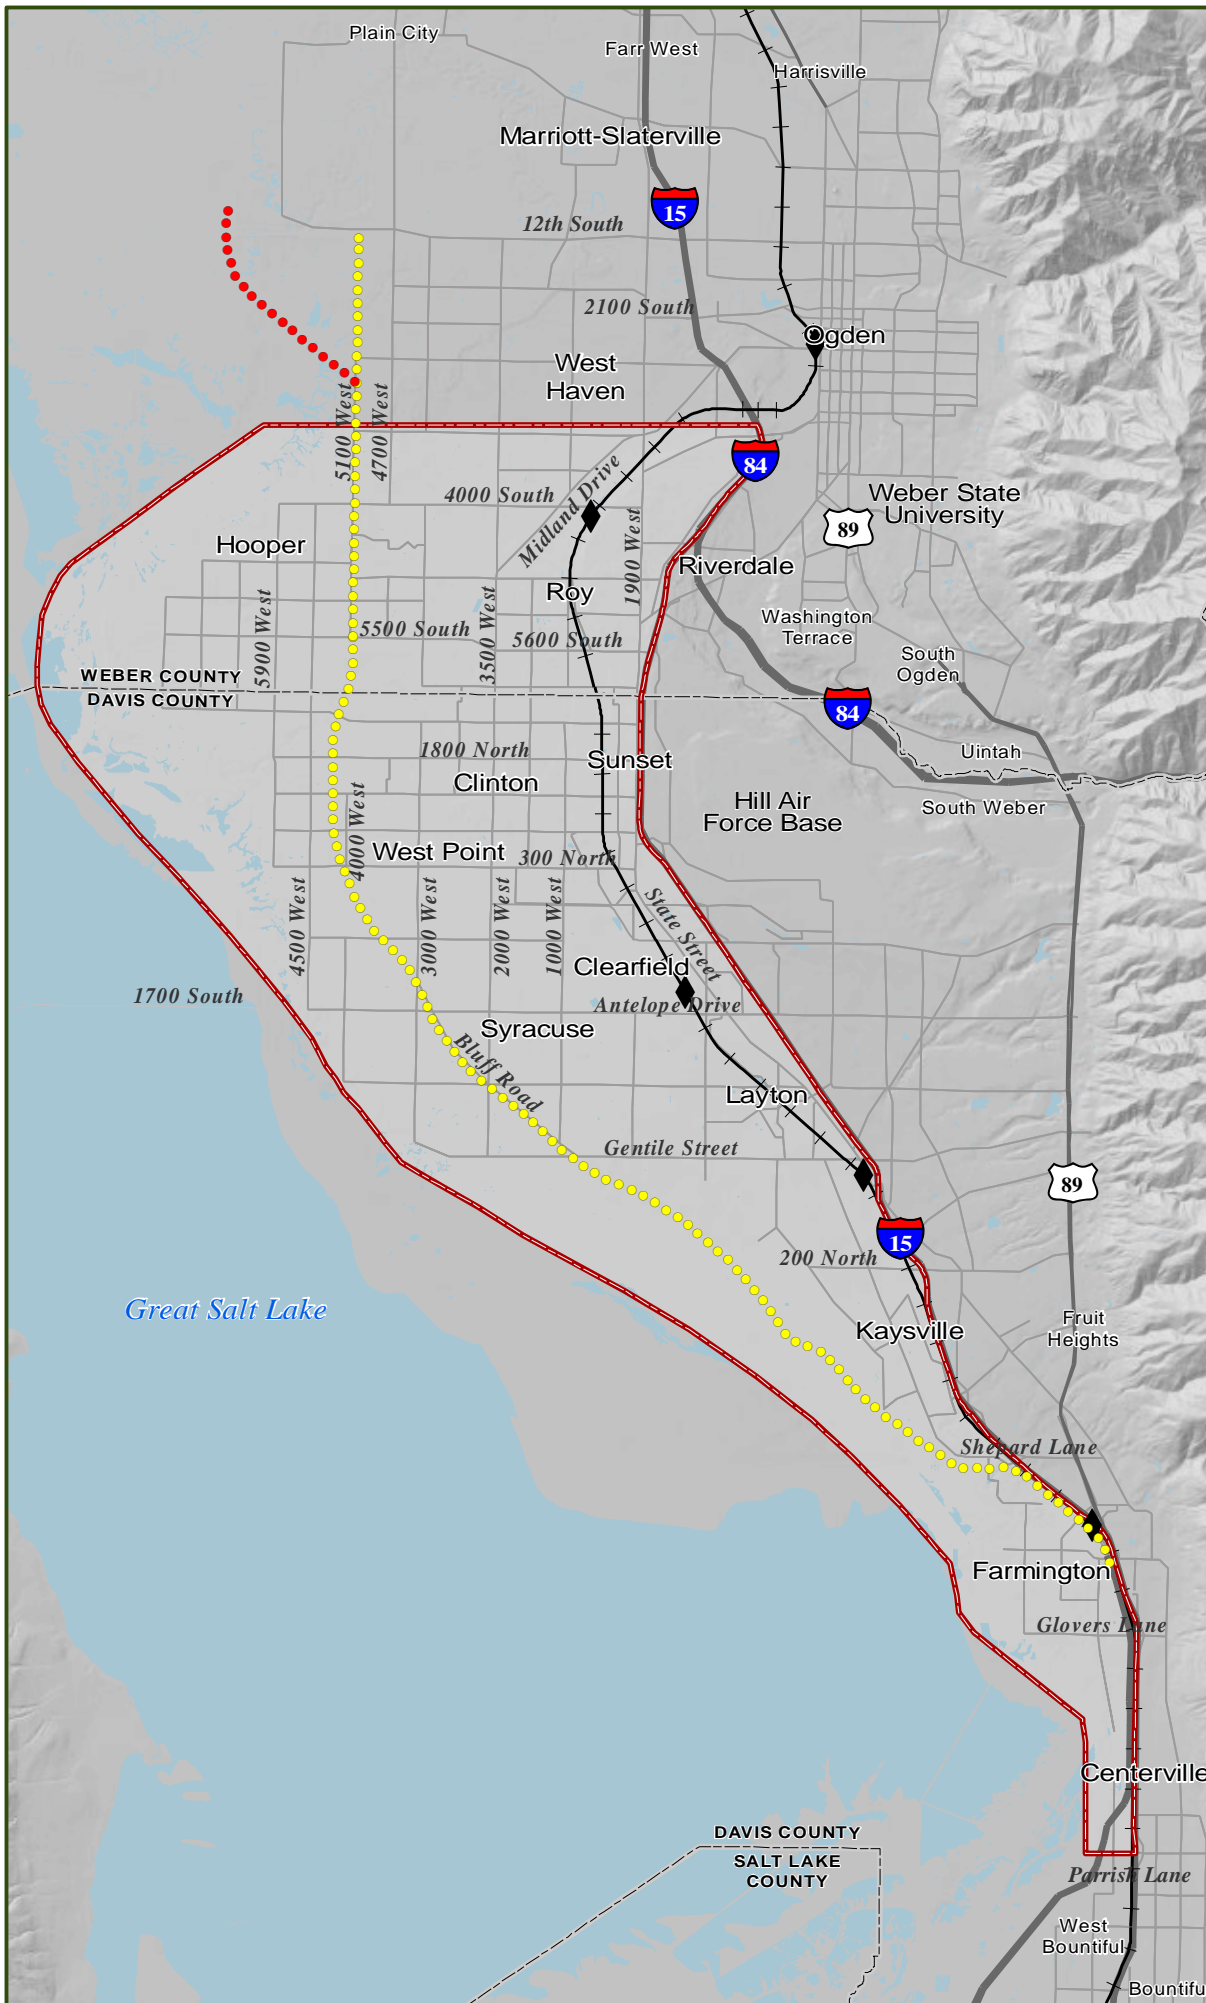 Plain City
Farr West
Harrisville
Marriott-Slaterville
15
12th South
2100 South
Ogden
West
Haven
5100 West
4700 West
84
Midland Drive
4000 South
Weber State
University
89
1900 West
Hooper
Riverdale
Roy
Washington
Terrace
5900 West
5500 South
3500 West
5600 South
South
Ogden
WEBER COUNTY
DAVIS COUNTY
84
1800 North
Sunset
Uintah
Clinton
4000 West
Hill Air
Force Base
South Weber
West Point
300 North
4500 West
3000 West
2000 West
1000 West
State Street
Clearfield
1700 South
Antelope Drive
Syracuse
Bluff Road
Layton
Gentile Street
89
15
200 North
Great Salt Lake
Kaysville
Fruit
Heights
Shepard Lane
Farmington
Glovers Lane
Centerville
DAVIS COUNTY
SALT LAKE
COUNTY
Parrish Lane
West
Bountiful
Bountifu